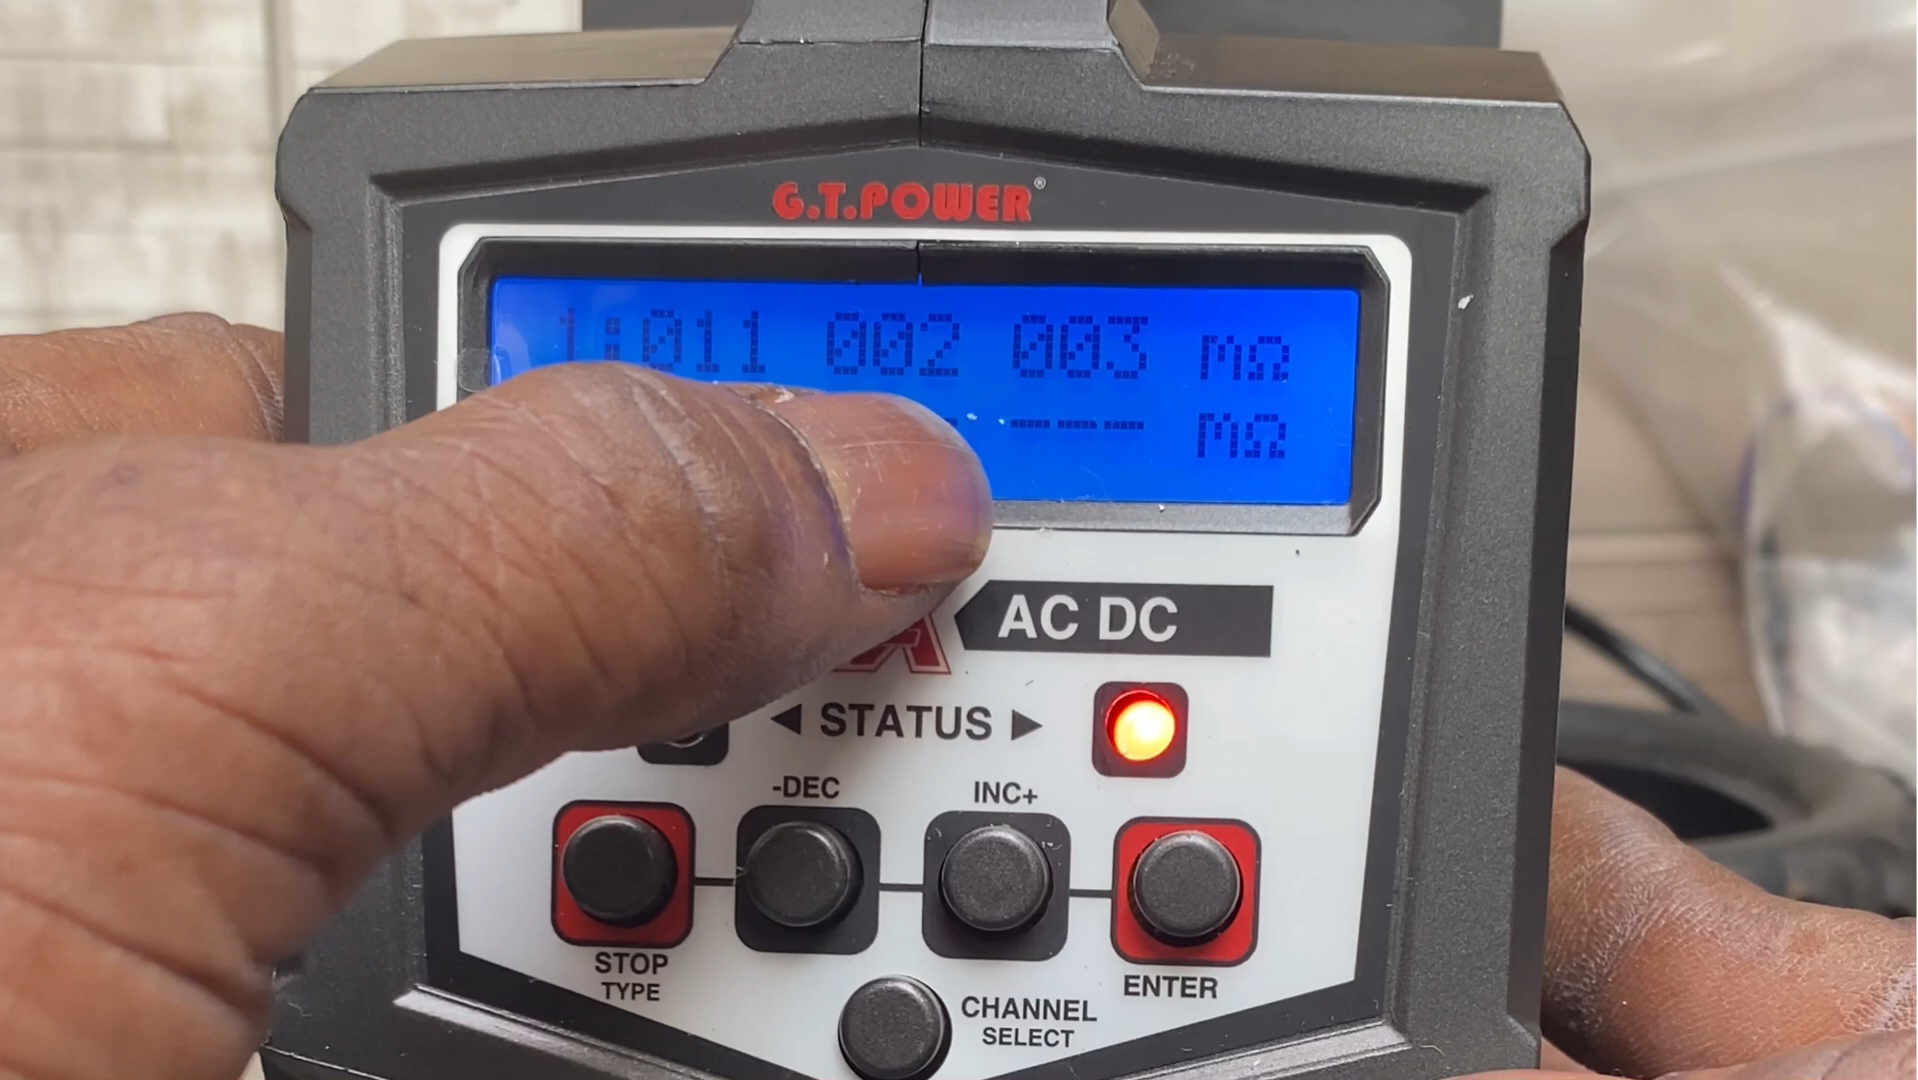 G.T.POWER®
1:011 002 003 MΩ
--- MΩ
AC DC
◀ STATUS ▶
-DEC INC+
STOP
TYPE
ENTER
CHANNEL
SELECT